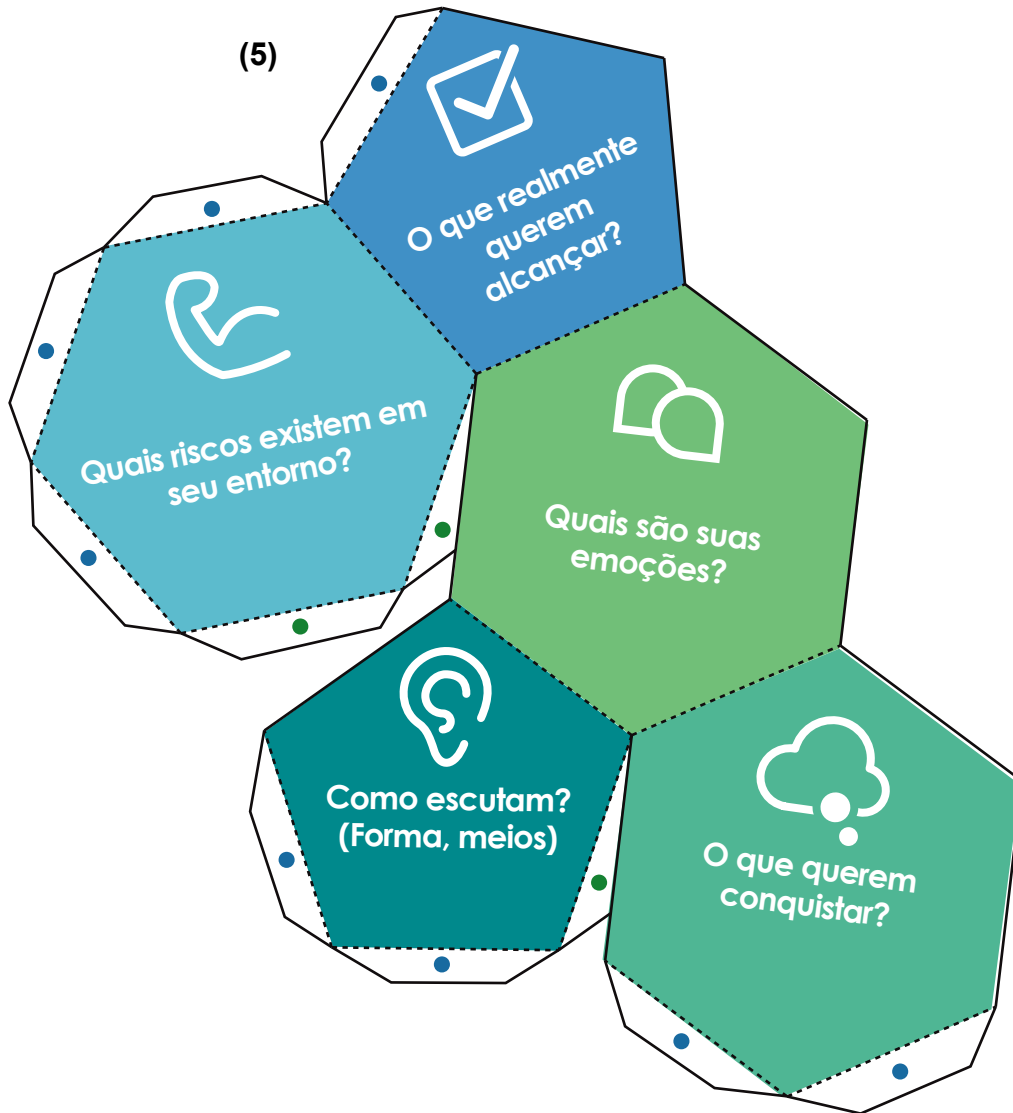 (5)
O que realmente
querem
alcançar?
Quais riscos existem em
seu entorno?
Quais são suas
emoções?
Como escutam?
(Forma, meios)
O que querem
conquistar?